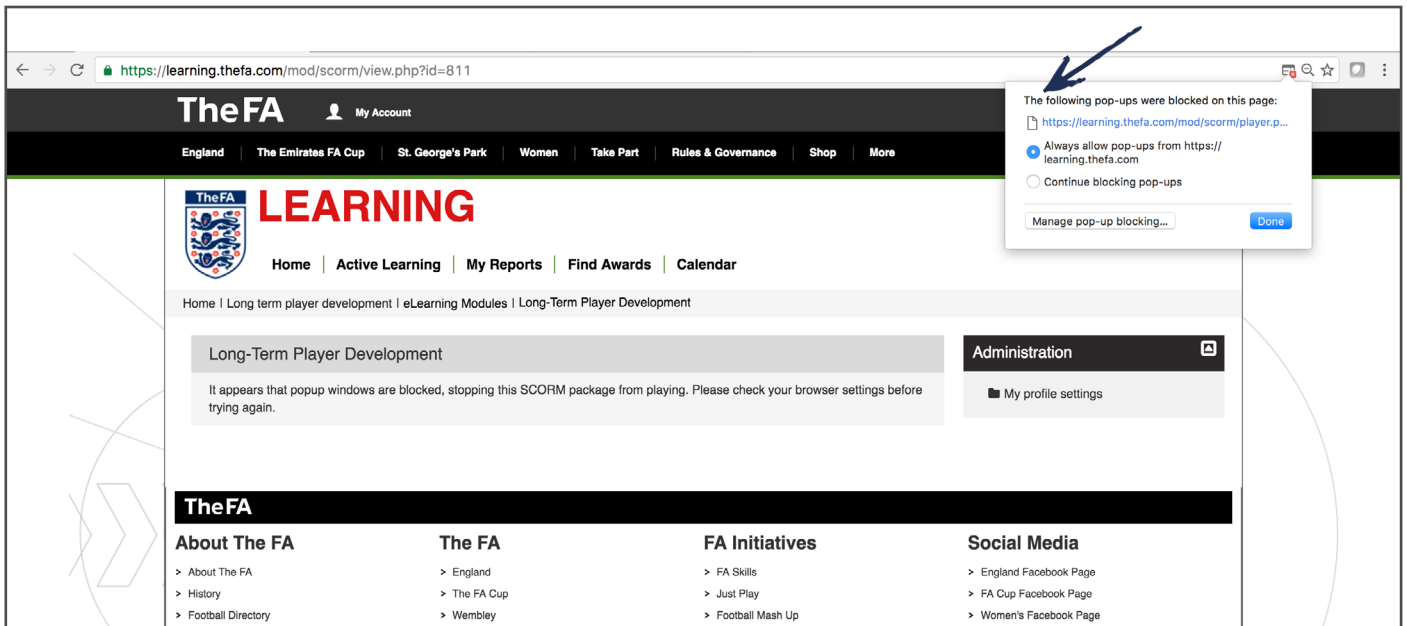 https://learning.thefa.com/mod/scorm/view.php?id=811
The following pop-ups were blocked on this page:
https://learning.thefa.com/mod/scorm/player.p...
Always allow pop-ups from https://
learning.thefa.com
Continue blocking pop-ups
Manage pop-up blocking...
Done
TheFA
My Account
England
The Emirates FA Cup
St. George's Park
Women
Take Part
Rules & Governance
Shop
More
TheFA
LEARNING
Home
Active Learning
My Reports
Find Awards
Calendar
Home | Long term player development | eLearning Modules | Long-Term Player Development
Long-Term Player Development
It appears that popup windows are blocked, stopping this SCORM package from playing. Please check your browser settings before
trying again.
Administration
My profile settings
TheFA
About The FA
> About The FA
> History
> Football Directory
The FA
> England
> The FA Cup
> Wembley
FA Initiatives
> FA Skills
> Just Play
> Football Mash Up
Social Media
> England Facebook Page
> FA Cup Facebook Page
> Women's Facebook Page